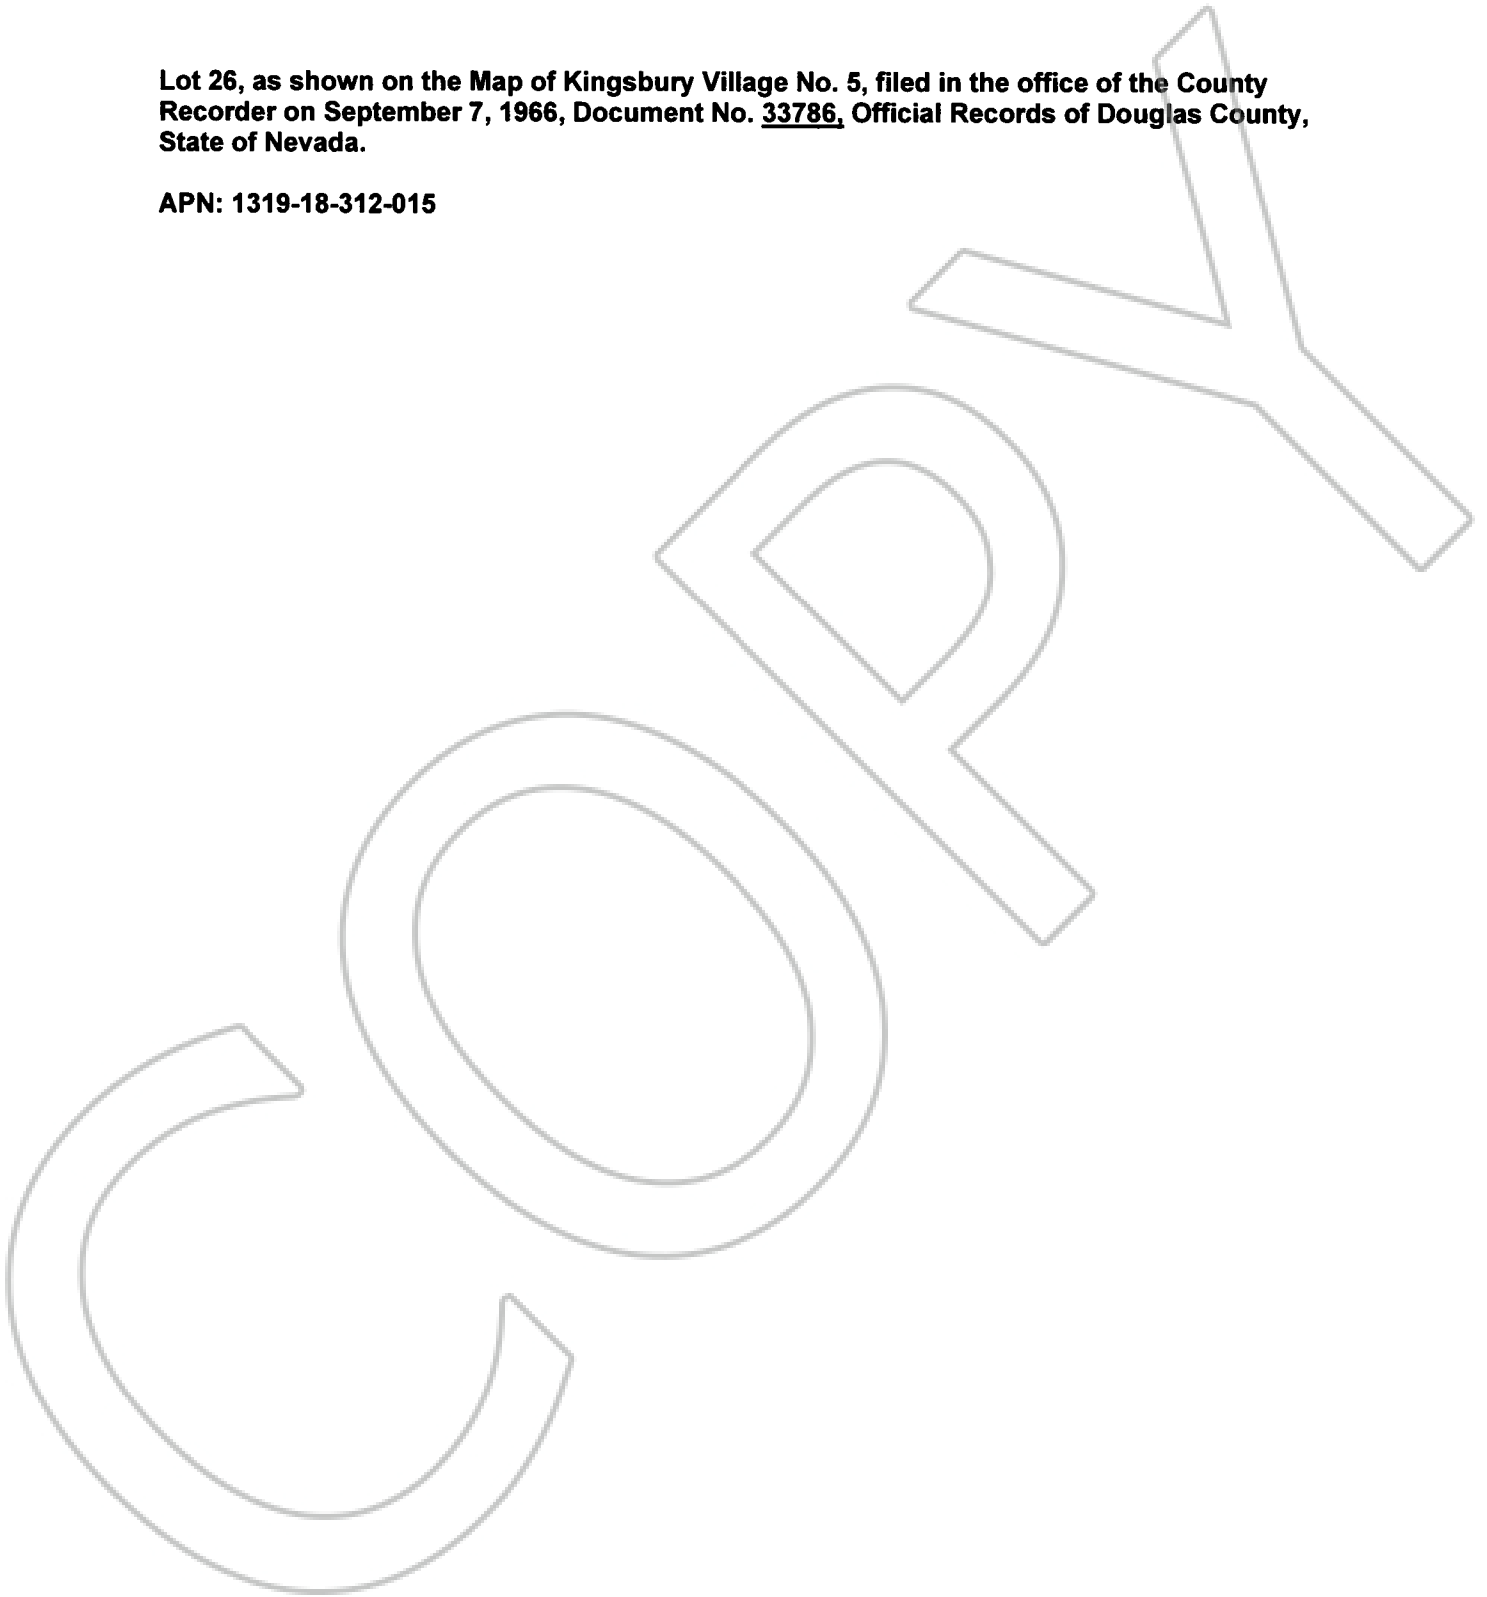 Lot 26, as shown on the Map of Kingsbury Village No. 5, filed in the office of the County
Recorder on September 7, 1966, Document No. 33786, Official Records of Douglas County,
State of Nevada.
APN: 1319-18-312-015
COPY